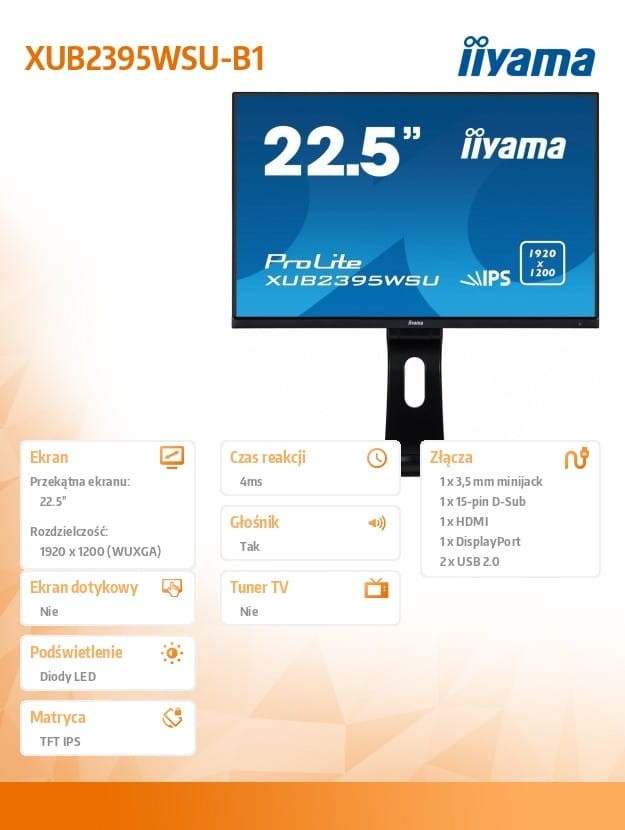 XUB2395WSU-B1
iiyama
22.5”
iiyama
ProLite
XUB2395WSU
IPS
1920
x
1200
iiyama
Ekran
Przekątna ekranu:
22.5"
Rozdzielczość:
1920 x 1200 (WUXGA)
Ekran dotykowy
Nie
Podświetlenie
Diody LED
Matryca
TFT IPS
Czas reakcji
4ms
Głośnik
Tak
Tuner TV
Nie
Złącza
1 x 3,5 mm minijack
1 x 15-pin D-Sub
1 x HDMI
1 x DisplayPort
2 x USB 2.0